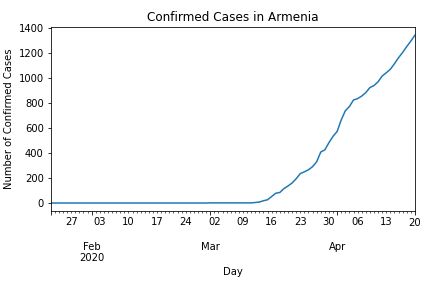 Confirmed Cases in Armenia
Number of Confirmed Cases
1400
1200
1000
800
600
400
200
0
27 03 10 17 24 02 09 16 23 30 06 13 20
Feb Mar Apr
2020
Day